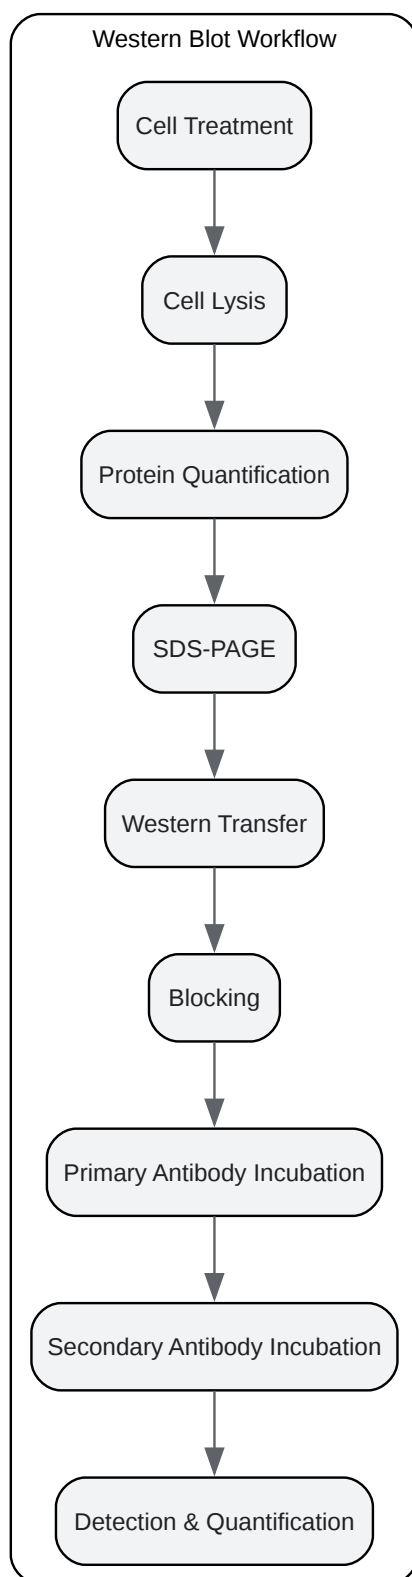 Western Blot Workflow
Cell Treatment
Cell Lysis
Protein Quantification
SDS-PAGE
Western Transfer
Blocking
Primary Antibody Incubation
Secondary Antibody Incubation
Detection & Quantification